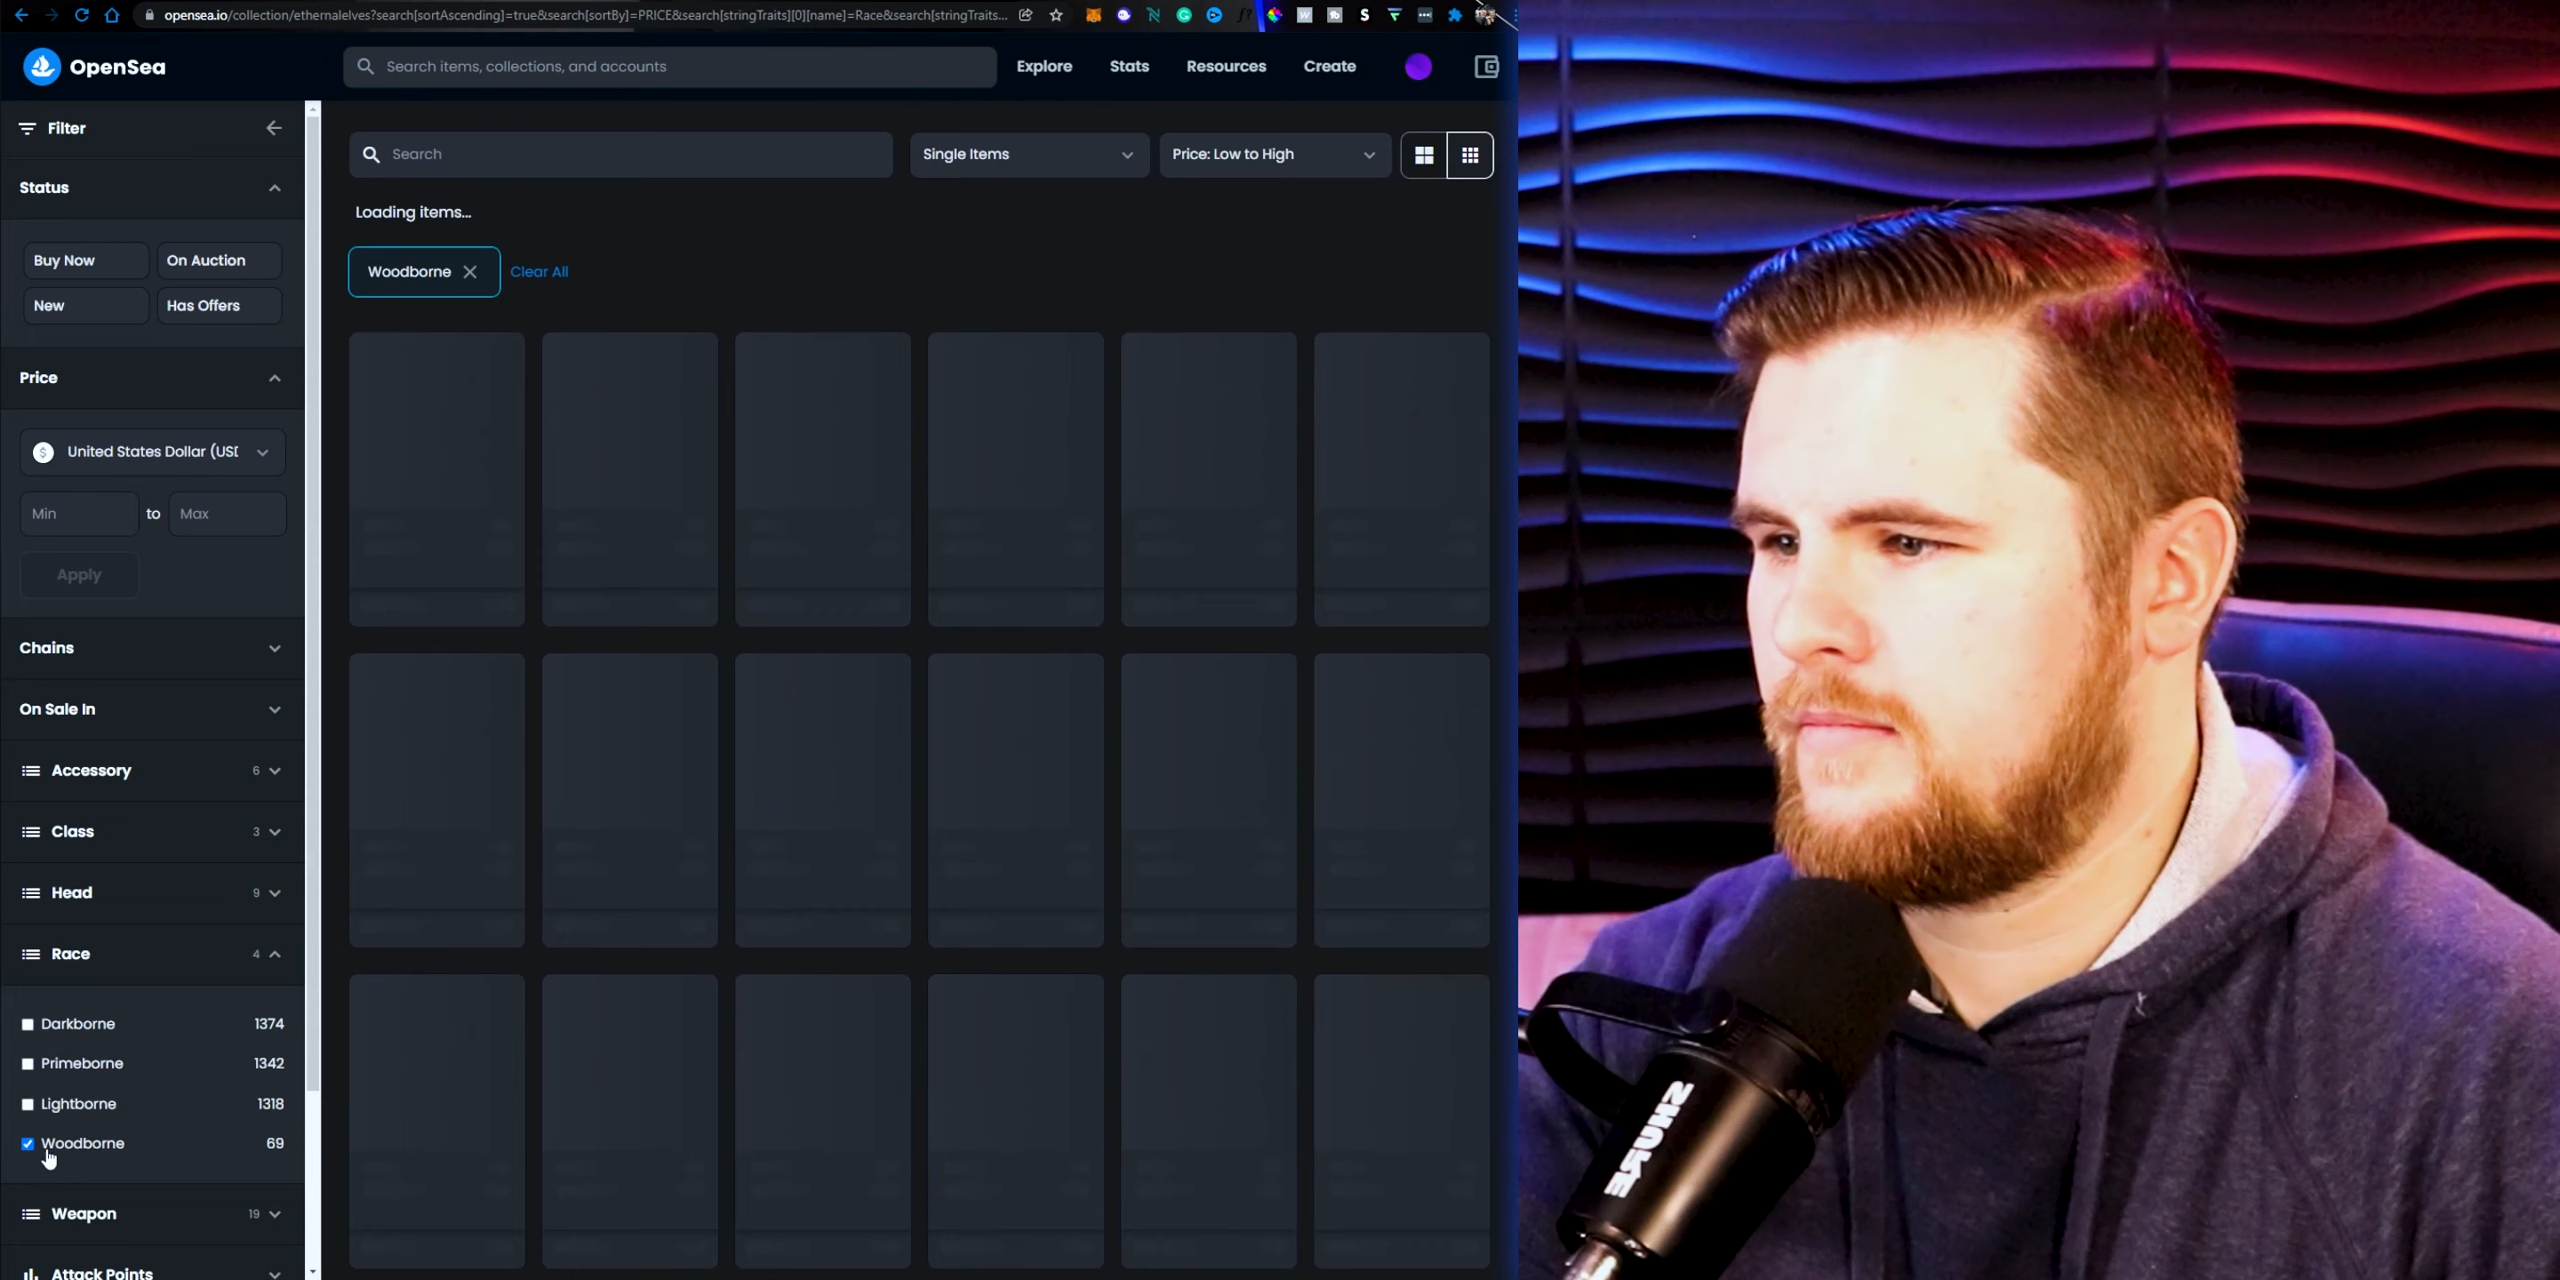 opensea.io/collection/ethernalelves?search[sortAscending]=true&search[sortBy]=PRICE&search[stringTraits][0][name]=Race&search[stringTraits...
OpenSea
Search items, collections, and accounts
Explore
Stats
Resources
Create
Filter
Search
Single Items
Price: Low to High
Status
Loading items...
Buy Now
On Auction
Woodborne
Clear All
New
Has Offers
Price
$ United States Dollar (USD
Min
to
Max
Apply
Chains
On Sale In
Accessory 6
Class 3
Head 9
Race 4
Darkborne 1374
Primeborne 1342
Lightborne 1318
Woodborne 69
Weapon 19
Attack Points
SHURE